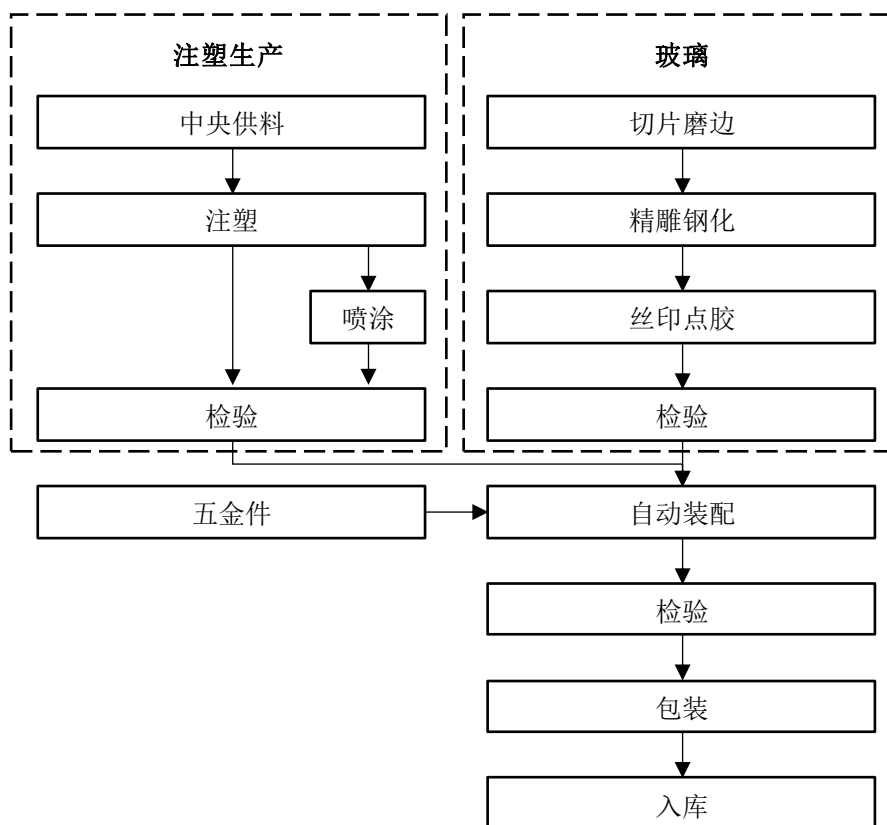 注塑生产
中央供料
注塑
喷涂
检验
玻璃
切片磨边
精雕钢化
丝印点胶
检验
五金件
自动装配
检验
包装
入库